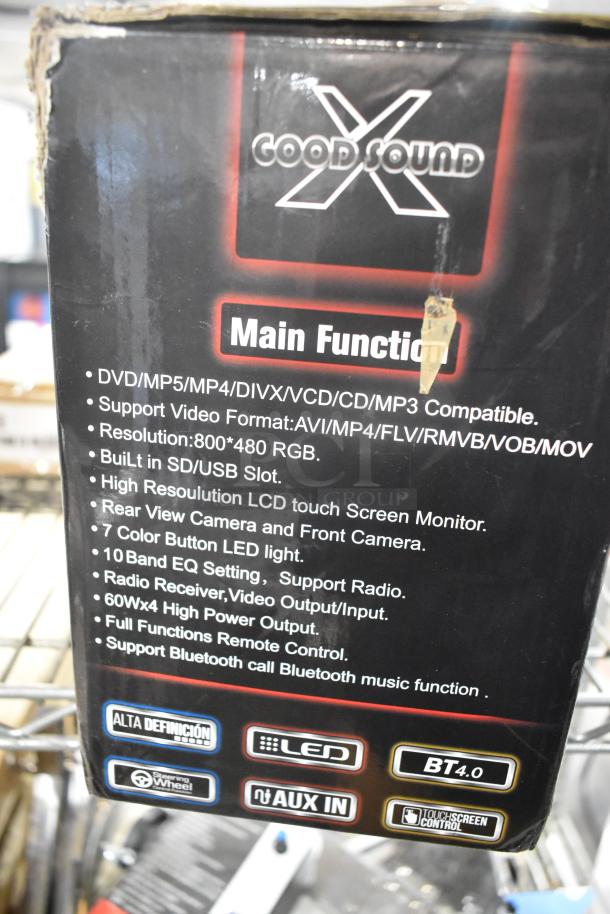 GOOD SOUND
X
Main Functio
• DVD/MP5/MP4/DIVX/VCD/CD/MP3 Compatible.
• Support Video Format:AVI/MP4/FLV/RMVB/VOB/MOV
• Resolution:800*480 RGB.
• BuiLt in SD/USB Slot.
• High Resoulution LCD touch Screen Monitor.
• Rear View Camera and Front Camera.
• 7 Color Button LED light.
• 10 Band EQ Setting, Support Radio.
• Radio Receiver,Video Output/Input.
• 60Wx4 High Power Output.
• Full Functions Remote Control.
• Support Bluetooth call Bluetooth music function .
ALTA DEFINICIÓN
LED
BT4.0
Steering
Wheel
AUX IN
TOUCHSCREEN
CONTROL
GROUP